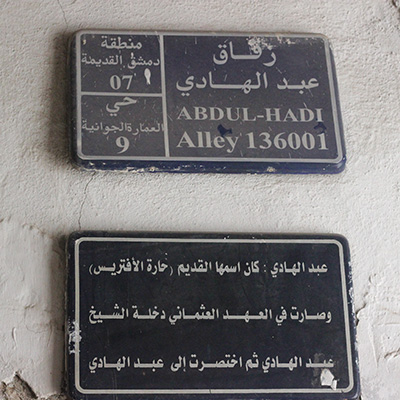 منطقة
دمشق القديمة
07
حي
العمارة الجوانية
9
زقاق
عبد الهادي
ABDUL-HADI
Alley 136001
عبد الهادي : كان اسمها القديم (حارة الأفتريس)
وصارت في العهد العثماني دخلة الشيخ
عبد الهادي ثم اختصرت إلى عبد الهادي